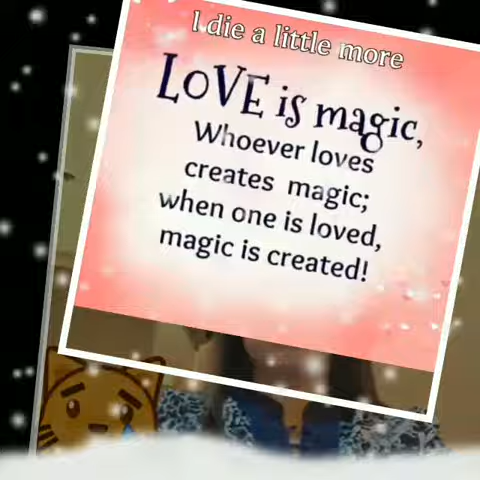 I die a little more
LOVE is magic,
Whoever loves
creates magic;
when one is loved,
magic is created!